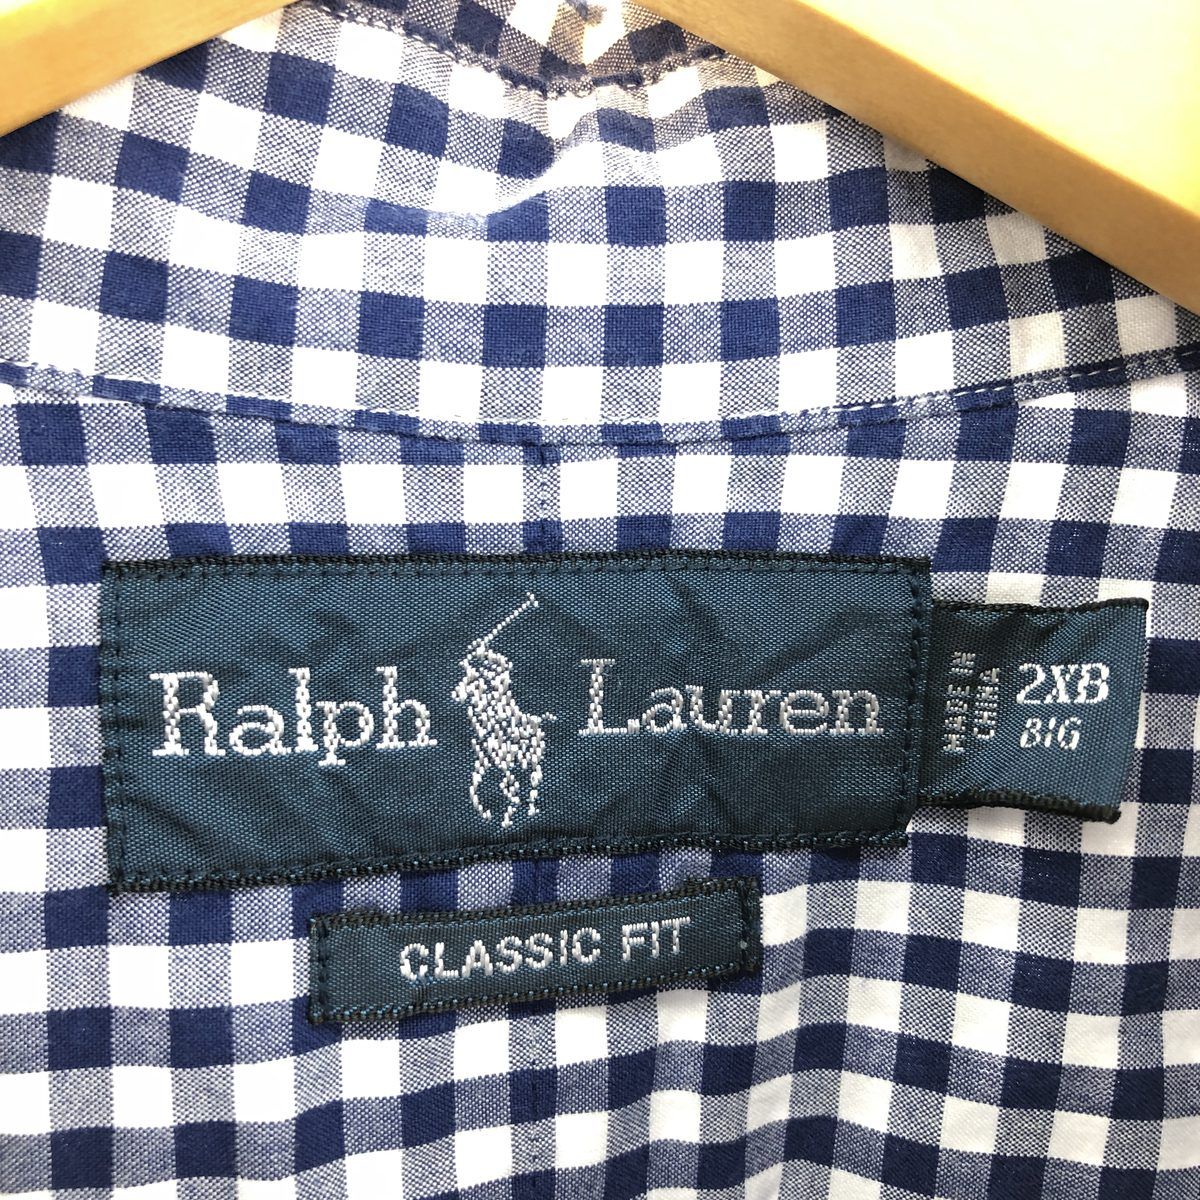 Ralph Lauren
MADE IN
CHINA
2XB
BIG
CLASSIC FIT